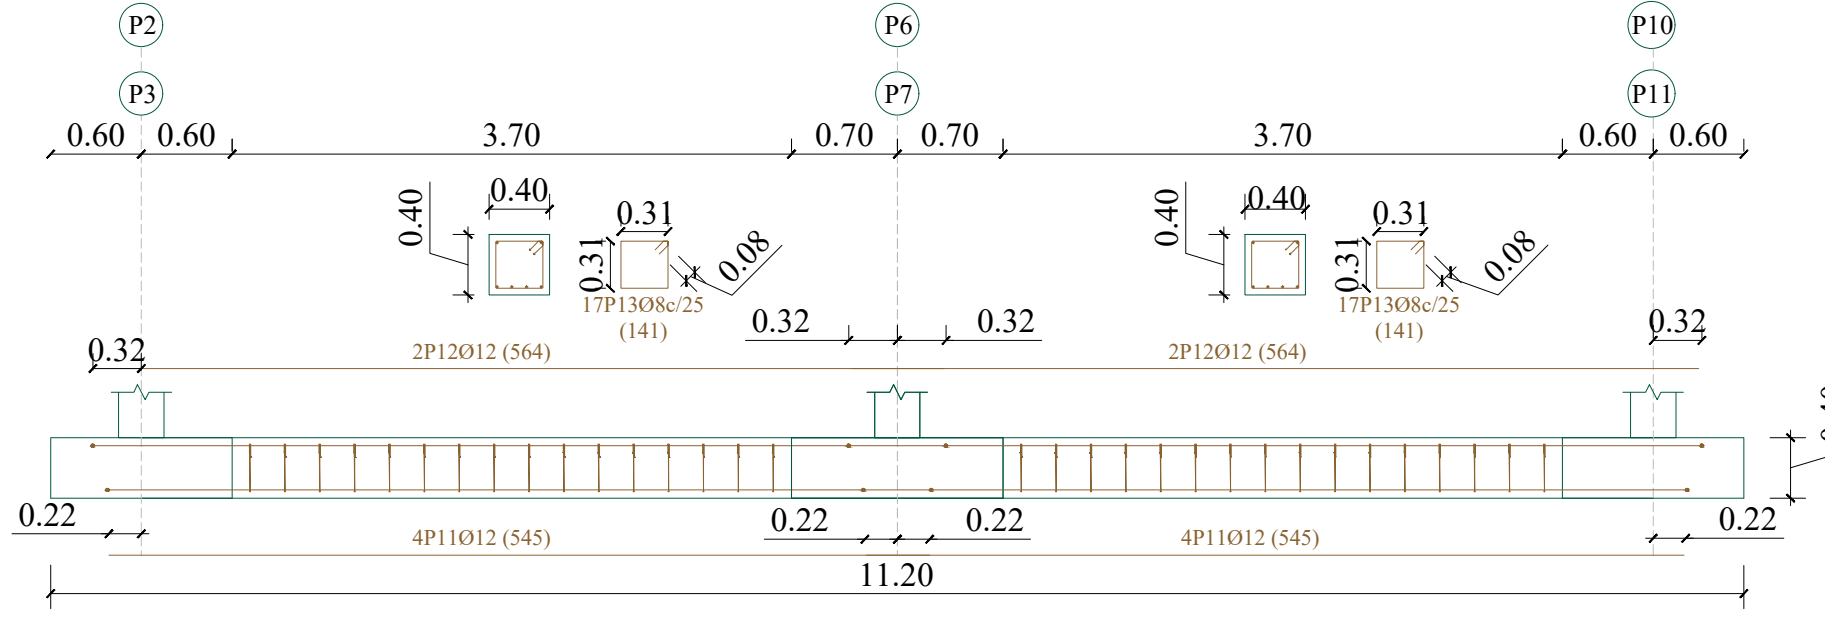 P2 P6 P10
P3 P7 P11
0.60 0.60 3.70 0.70 0.70 3.70 0.60 0.60
0.40 0.40 0.31 0.31 0.08 0.40 0.40 0.31 0.31 0.08
17P13Ø8c/25 17P13Ø8c/25
(141) (141)
0.32 0.32 0.32
0.32 2P12Ø12 (564) 2P12Ø12 (564)
0.22 0.22 0.22 0.22
4P11Ø12 (545) 4P11Ø12 (545)
11.20